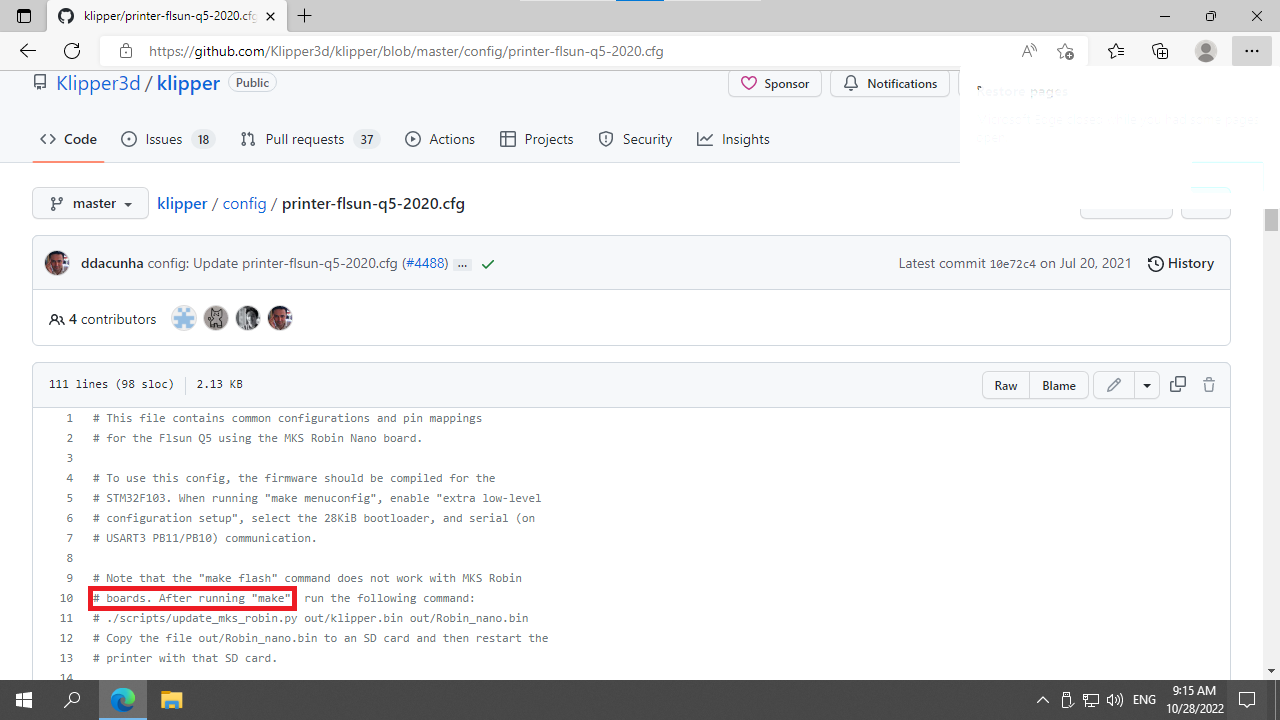 klipper/printer-flsun-q5-2020.cfg
https://github.com/Klipper3d/klipper/blob/master/config/printer-flsun-q5-2020.cfg
Klipper3d / klipper Public
Sponsor Notifications
Restore pages
Code Issues 18 Pull requests 37 Actions Projects Security Insights
master klipper / config / printer-flsun-q5-2020.cfg
ddacunha config: Update printer-flsun-q5-2020.cfg (#4488) ... Latest commit 10e72c4 on Jul 20, 2021 History
4 contributors
111 lines (98 sloc) 2.13 KB Raw Blame
1 # This file contains common configurations and pin mappings
2 # for the Flsun Q5 using the MKS Robin Nano board.
3
4 # To use this config, the firmware should be compiled for the
5 # STM32F103. When running "make menuconfig", enable "extra low-level
6 # configuration setup", select the 28KiB bootloader, and serial (on
7 # USART3 PB11/PB10) communication.
8
9 # Note that the "make flash" command does not work with MKS Robin
10 # boards. After running "make" run the following command:
11 # ./scripts/update_mks_robin.py out/klipper.bin out/Robin_nano.bin
12 # Copy the file out/Robin_nano.bin to an SD card and then restart the
13 # printer with that SD card.
14
ENG 9:15 AM
10/28/2022